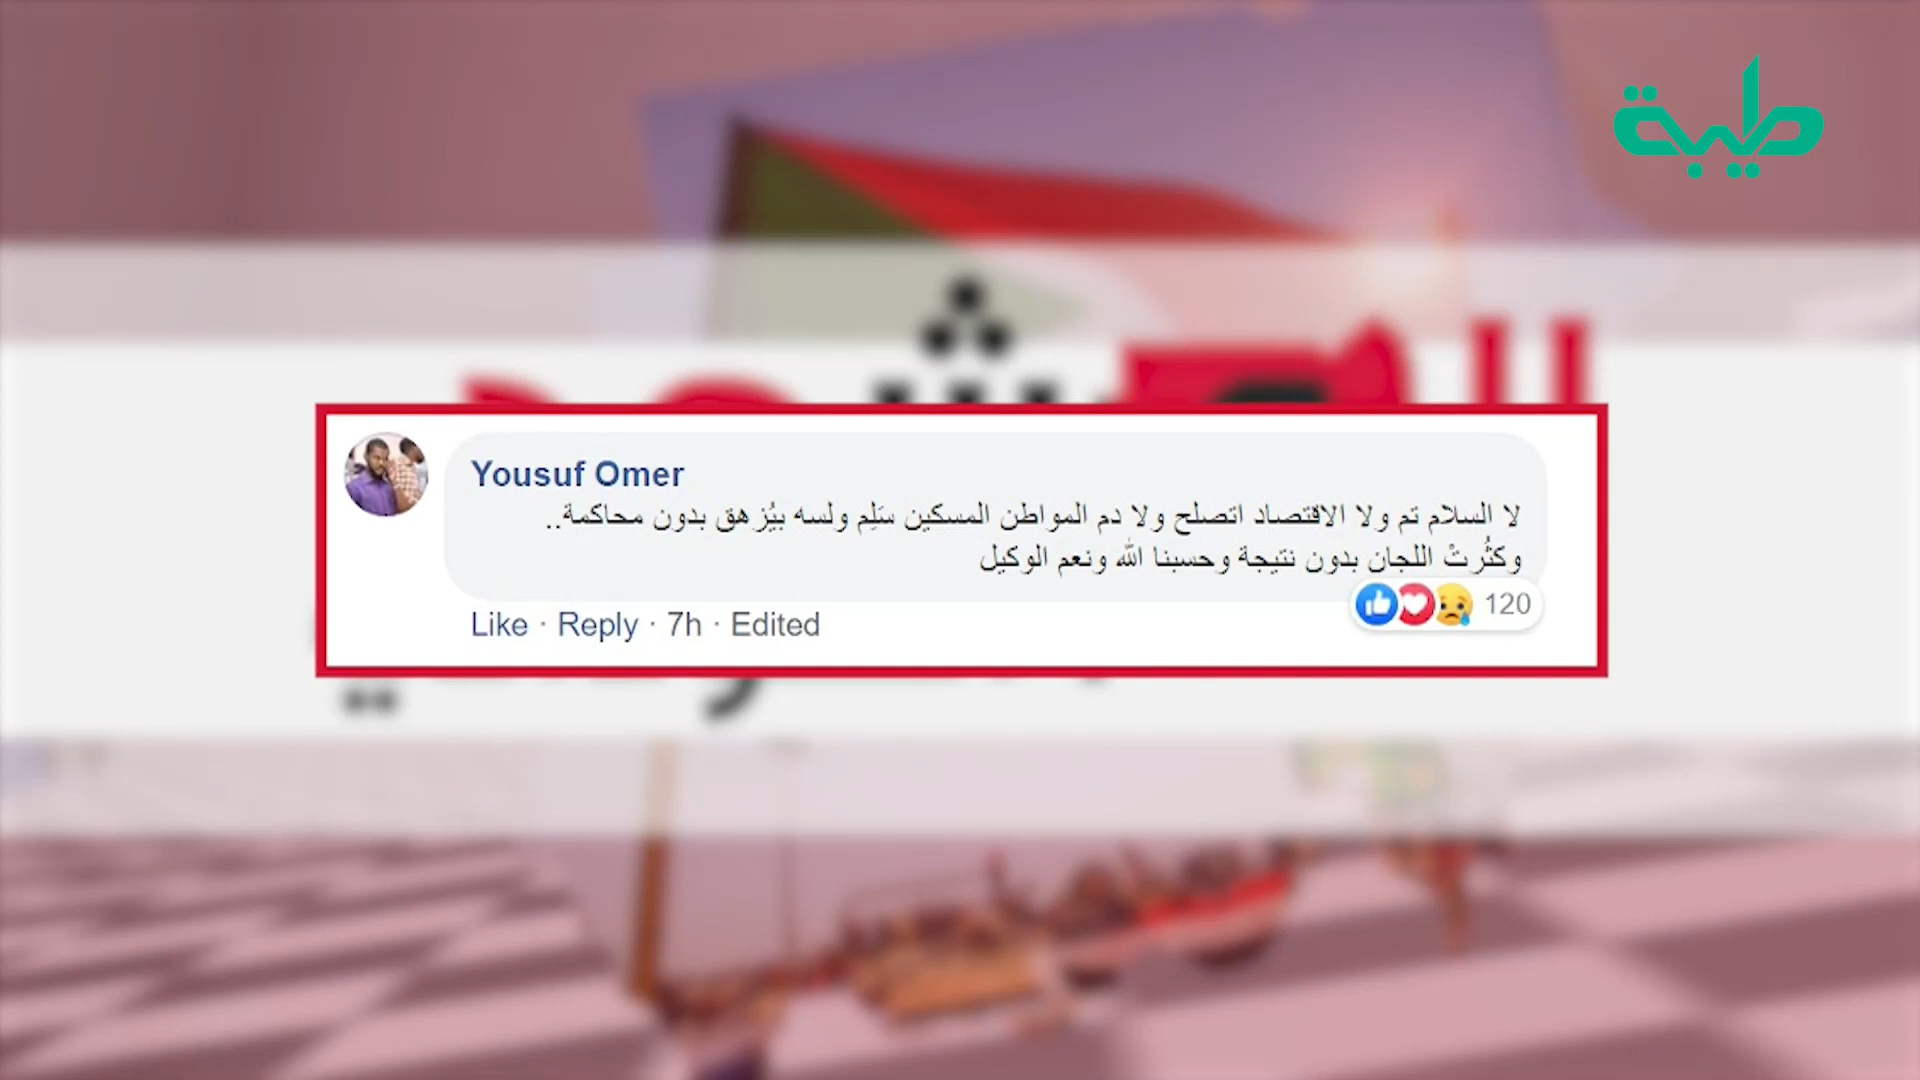 طيبة
Yousuf Omer
لا السلام تم ولا الاقتصاد اتصلح ولا دم المواطن المسكين سَلِم ولسه بيُزهق بدون محاكمة..
وكثُرتْ اللجان بدون نتيجة وحسبنا الله ونعم الوكيل
Like · Reply · 7h · Edited
120